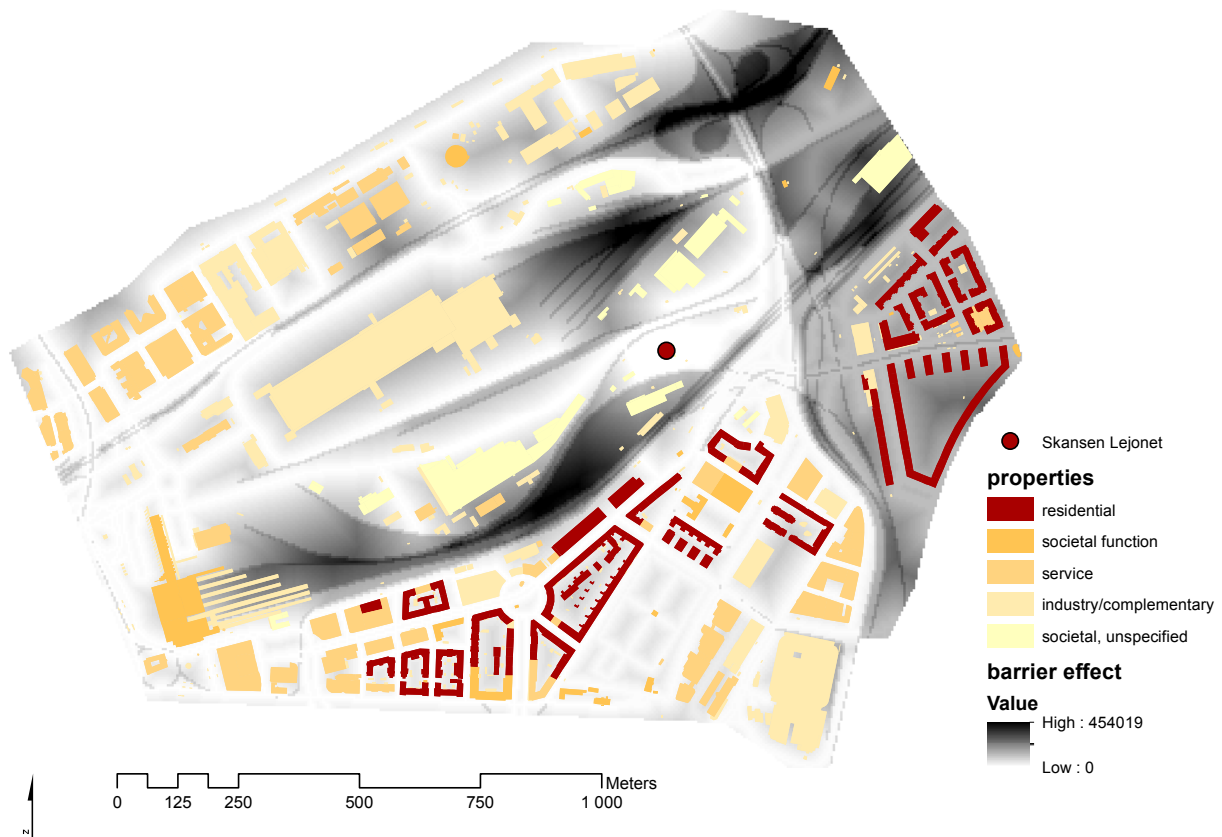 Skansen Lejonet
properties
residential
societal function
service
industry/complementary
societal, unspecified
barrier effect
Value
High : 454019
Low : 0
Meters
0 125 250 500 750 1 000
z